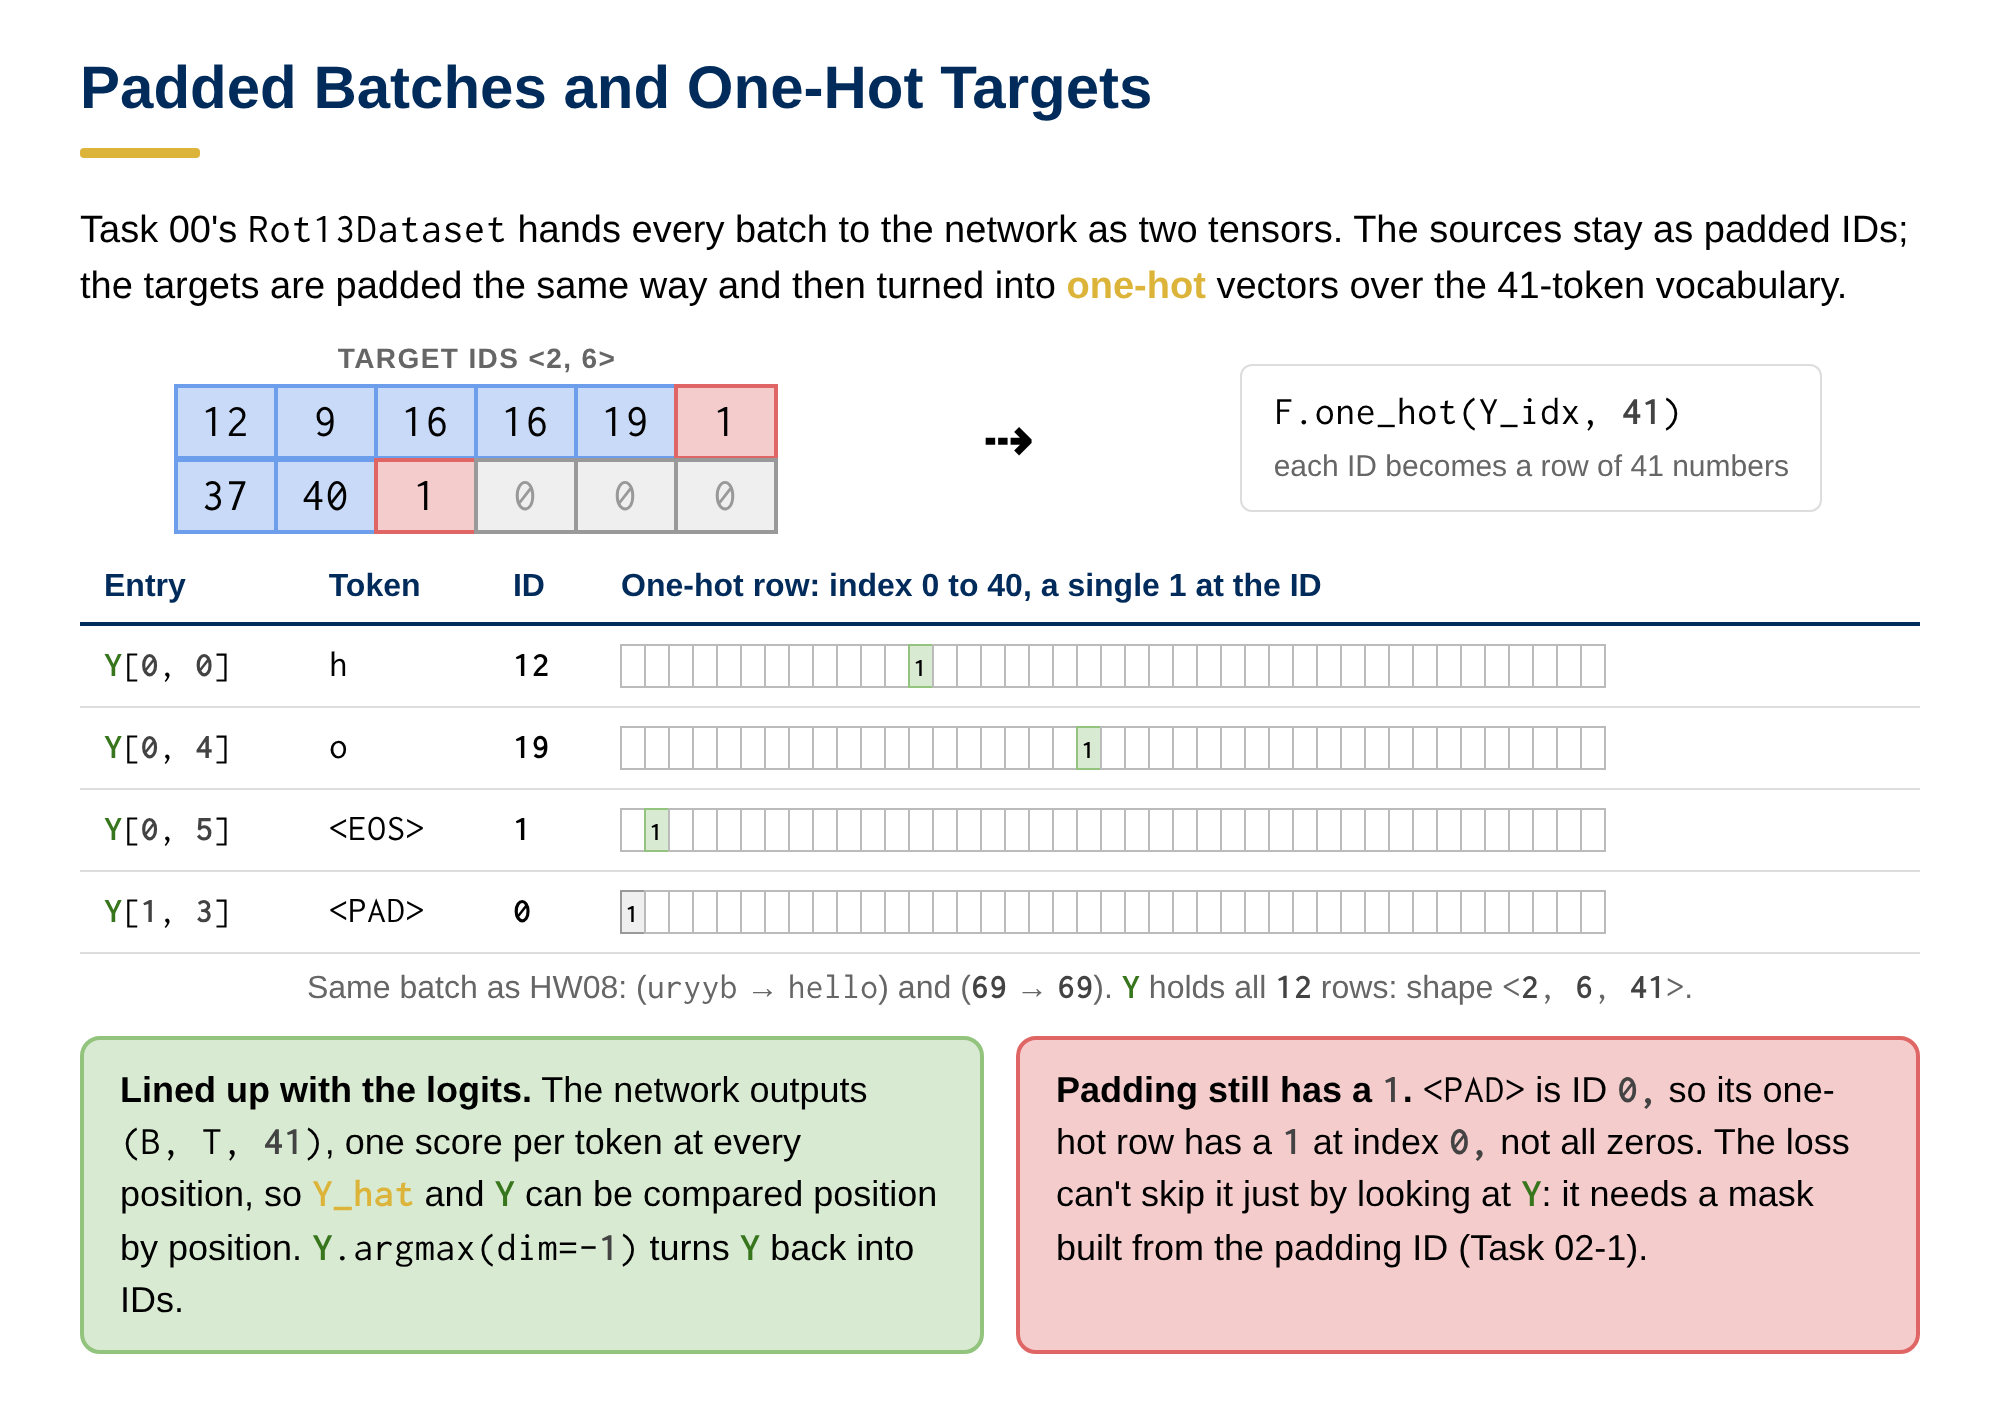 Padded Batches and One-Hot Targets
Task 00's Rot13Dataset hands every batch to the network as two tensors. The sources stay as padded IDs;
the targets are padded the same way and then turned into one-hot vectors over the 41-token vocabulary.
TARGET IDS <2, 6>
12 9 16 16 19 1
37 40 1 0 0 0
⇢
F.one_hot(Y_idx, 41)
each ID becomes a row of 41 numbers
Entry Token ID One-hot row: index 0 to 40, a single 1 at the ID
Y[0, 0] h 12 1
Y[0, 4] o 19 1
Y[0, 5] <EOS> 1 1
Y[1, 3] <PAD> 0 1
Same batch as HW08: (uryyb → hello) and (69 → 69). Y holds all 12 rows: shape <2, 6, 41>.
Lined up with the logits. The network outputs
(B, T, 41), one score per token at every
position, so Y_hat and Y can be compared position
by position. Y.argmax(dim=-1) turns Y back into
IDs.
Padding still has a 1. <PAD> is ID 0, so its one-
hot row has a 1 at index 0, not all zeros. The loss
can't skip it just by looking at Y: it needs a mask
built from the padding ID (Task 02-1).